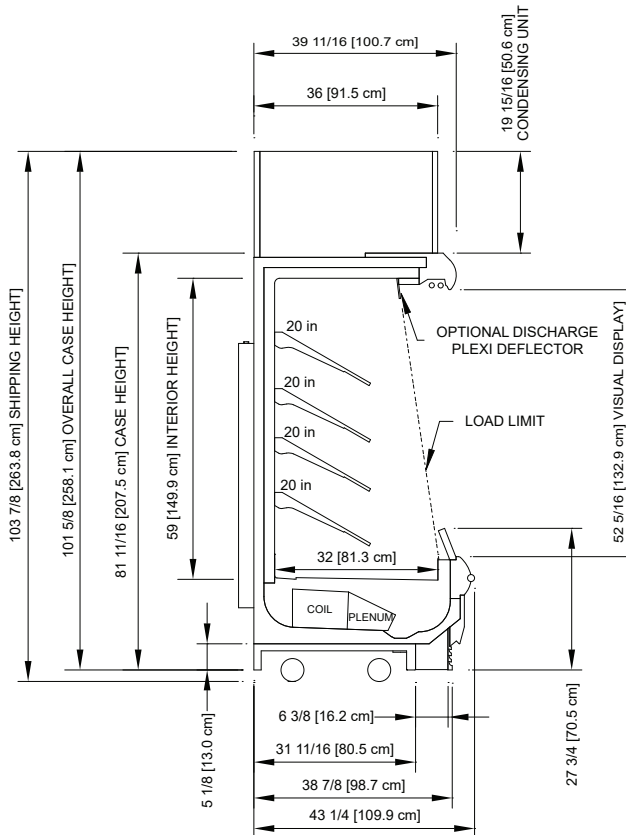 39 11/16 [100.7 cm]
36 [91.5 cm]
19 15/16 [50.6 cm]
CONDENSING UNIT
103 7/8 [263.8 cm] SHIPPING HEIGHT]
101 5/8 [258.1 cm] OVERALL CASE HEIGHT]
81 11/16 [207.5 cm] CASE HEIGHT]
59 [149.9 cm] INTERIOR HEIGHT]
20 in
20 in
20 in
20 in
OPTIONAL DISCHARGE
PLEXI DEFLECTOR
LOAD LIMIT
52 5/16 [132.9 cm] VISUAL DISPLAY]
32 [81.3 cm]
COIL
PLENUM
5 1/8 [13.0 cm]
6 3/8 [16.2 cm]
31 11/16 [80.5 cm]
38 7/8 [98.7 cm]
43 1/4 [109.9 cm]
27 3/4 [70.5 cm]